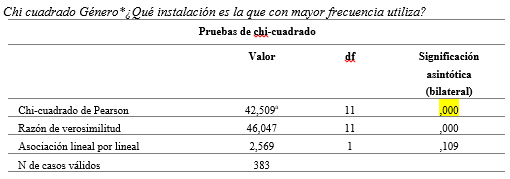 Chi cuadrado Género*¿Qué instalación es la que con mayor frecuencia utiliza?
Pruebas de chi-cuadrado
Valor df Significación asintótica (bilateral)
Chi-cuadrado de Pearson 42,509ª 11 ,000
Razón de verosimilitud 46,047 11 ,000
Asociación lineal por lineal 2,569 1 ,109
N de casos válidos 383